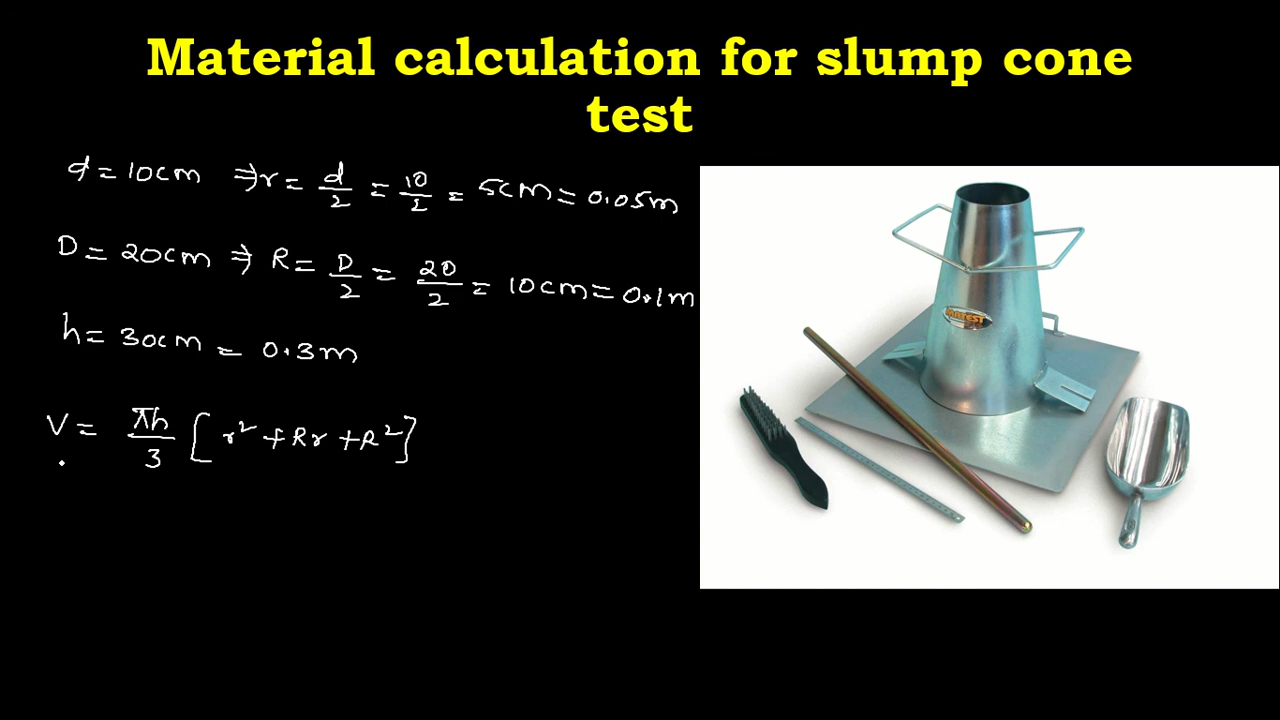 Material calculation for slump cone
test
d = 10cm ⇒ r = d/2 = 10/2 = 5cm = 0.05m
D = 20cm ⇒ R = D/2 = 20/2 = 10cm = 0.1m
h = 30cm = 0.3m
V = πh/3 [r² + Rr + R²]